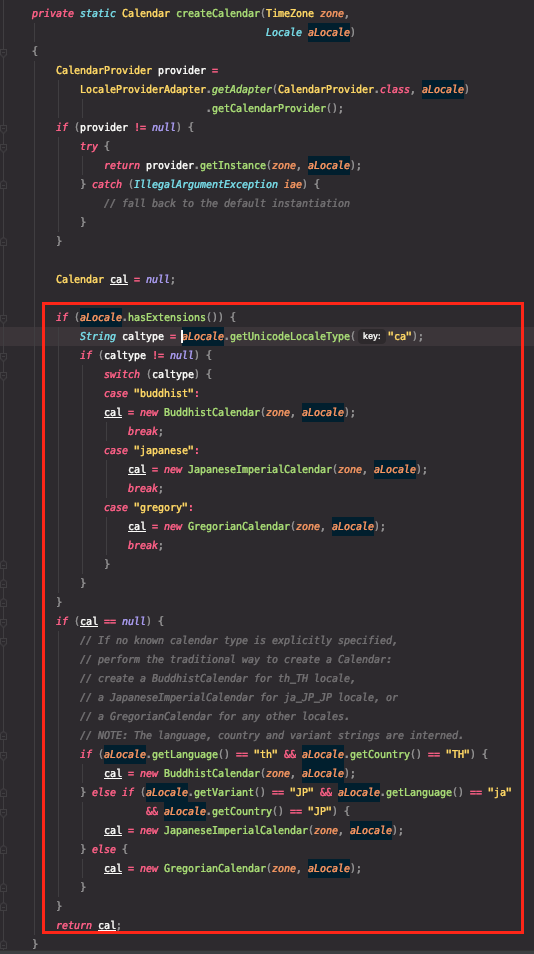 private static Calendar createCalendar(TimeZone zone,
                                       Locale aLocale)
{
    CalendarProvider provider =
        LocaleProviderAdapter.getAdapter(CalendarProvider.class, aLocale)
                             .getCalendarProvider();
    if (provider != null) {
        try {
            return provider.getInstance(zone, aLocale);
        } catch (IllegalArgumentException iae) {
            // fall back to the default instantiation
        }
    }

    Calendar cal = null;

    if (aLocale.hasExtensions()) {
        String caltype = aLocale.getUnicodeLocaleType( key: "ca");
        if (caltype != null) {
            switch (caltype) {
            case "buddhist":
            cal = new BuddhistCalendar(zone, aLocale);
                break;
            case "japanese":
                cal = new JapaneseImperialCalendar(zone, aLocale);
                break;
            case "gregory":
                cal = new GregorianCalendar(zone, aLocale);
                break;
            }
        }
    }
    if (cal == null) {
        // If no known calendar type is explicitly specified,
        // perform the traditional way to create a Calendar:
        // create a BuddhistCalendar for th_TH locale,
        // a JapaneseImperialCalendar for ja_JP_JP locale, or
        // a GregorianCalendar for any other locales.
        // NOTE: The language, country and variant strings are interned.
        if (aLocale.getLanguage() == "th" && aLocale.getCountry() == "TH") {
            cal = new BuddhistCalendar(zone, aLocale);
        } else if (aLocale.getVariant() == "JP" && aLocale.getLanguage() == "ja"
                   && aLocale.getCountry() == "JP") {
            cal = new JapaneseImperialCalendar(zone, aLocale);
        } else {
            cal = new GregorianCalendar(zone, aLocale);
        }
    }
    return cal;
}